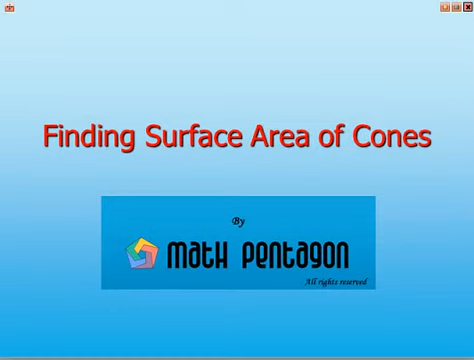 Finding Surface Area of Cones
By
math pentagon
All rights reserved